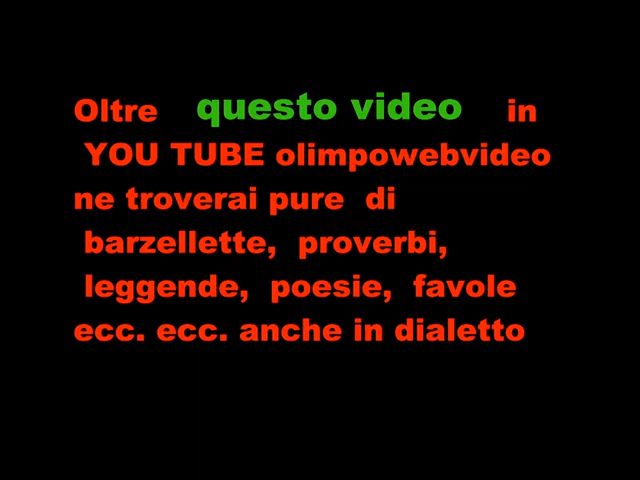 Oltre questo video in
YOU TUBE olimpowebvideo
ne troverai pure di
barzellette, proverbi,
leggende, poesie, favole
ecc. ecc. anche in dialetto